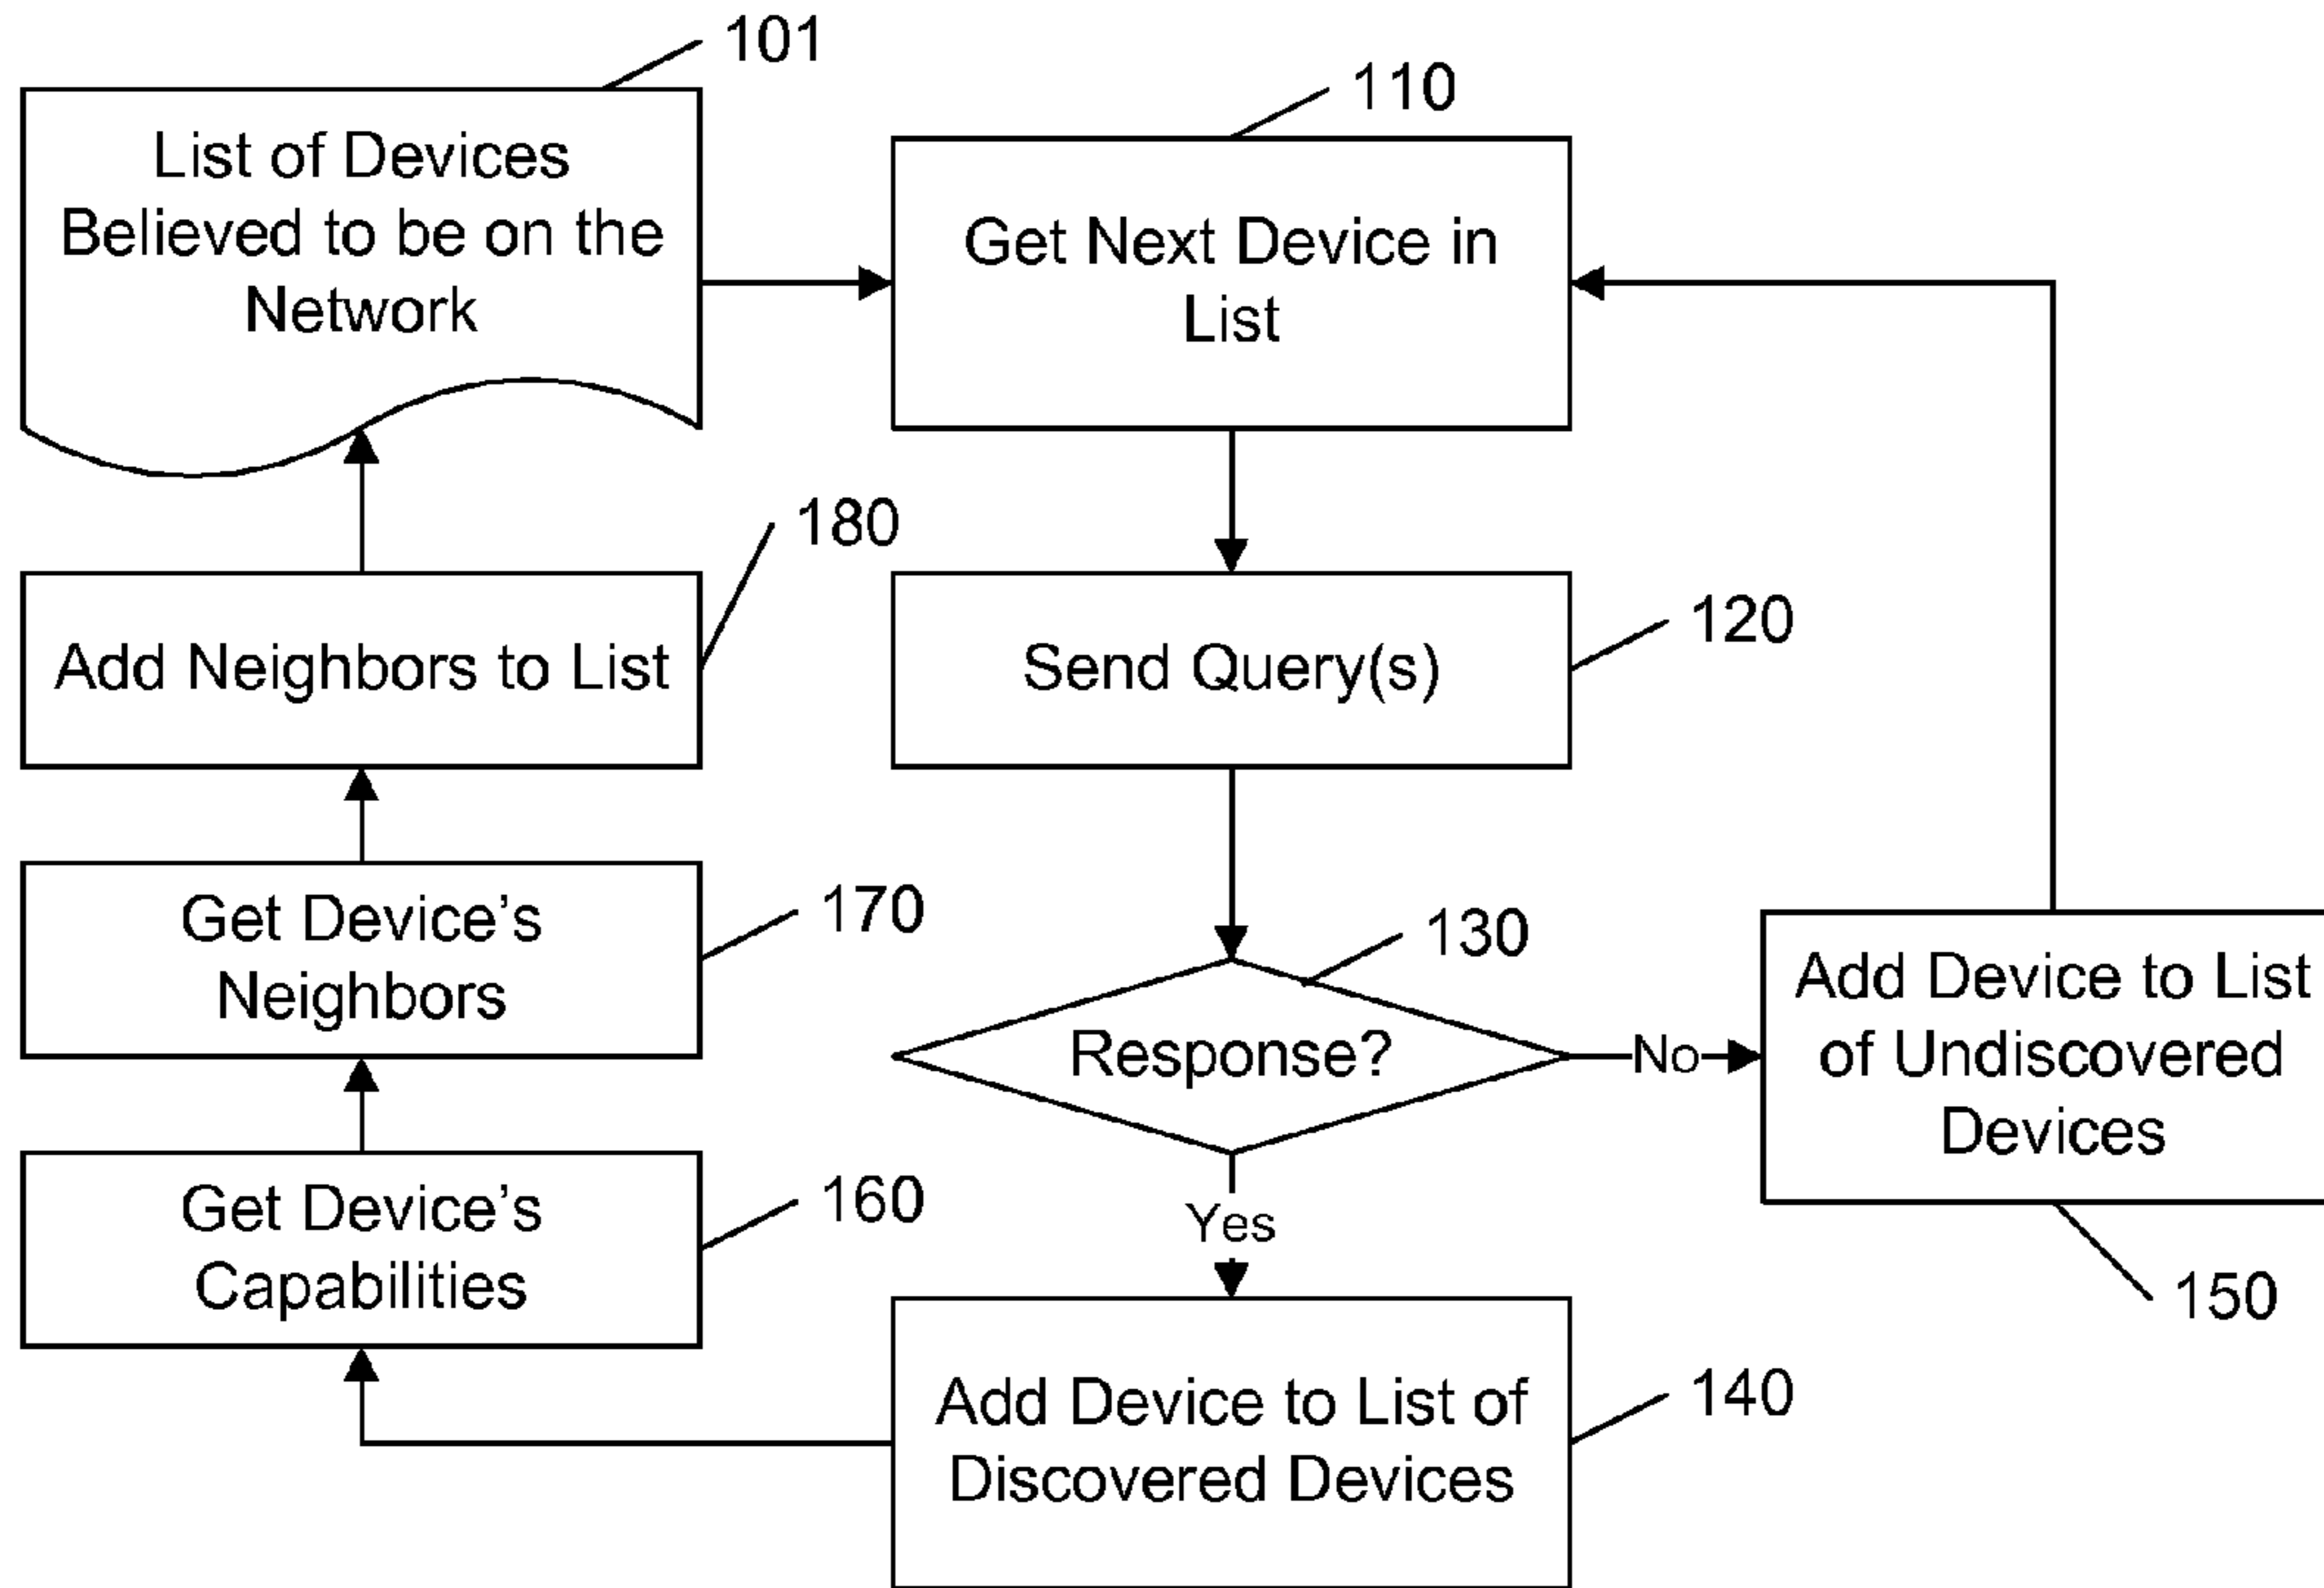 101
List of Devices
Believed to be on the
Network
110
Get Next Device in
List
180
Add Neighbors to List
120
Send Query(s)
170
Get Device’s
Neighbors
130
Response?
No
Add Device to List
of Undiscovered
Devices
150
160
Get Device’s
Capabilities
Yes
140
Add Device to List of
Discovered Devices